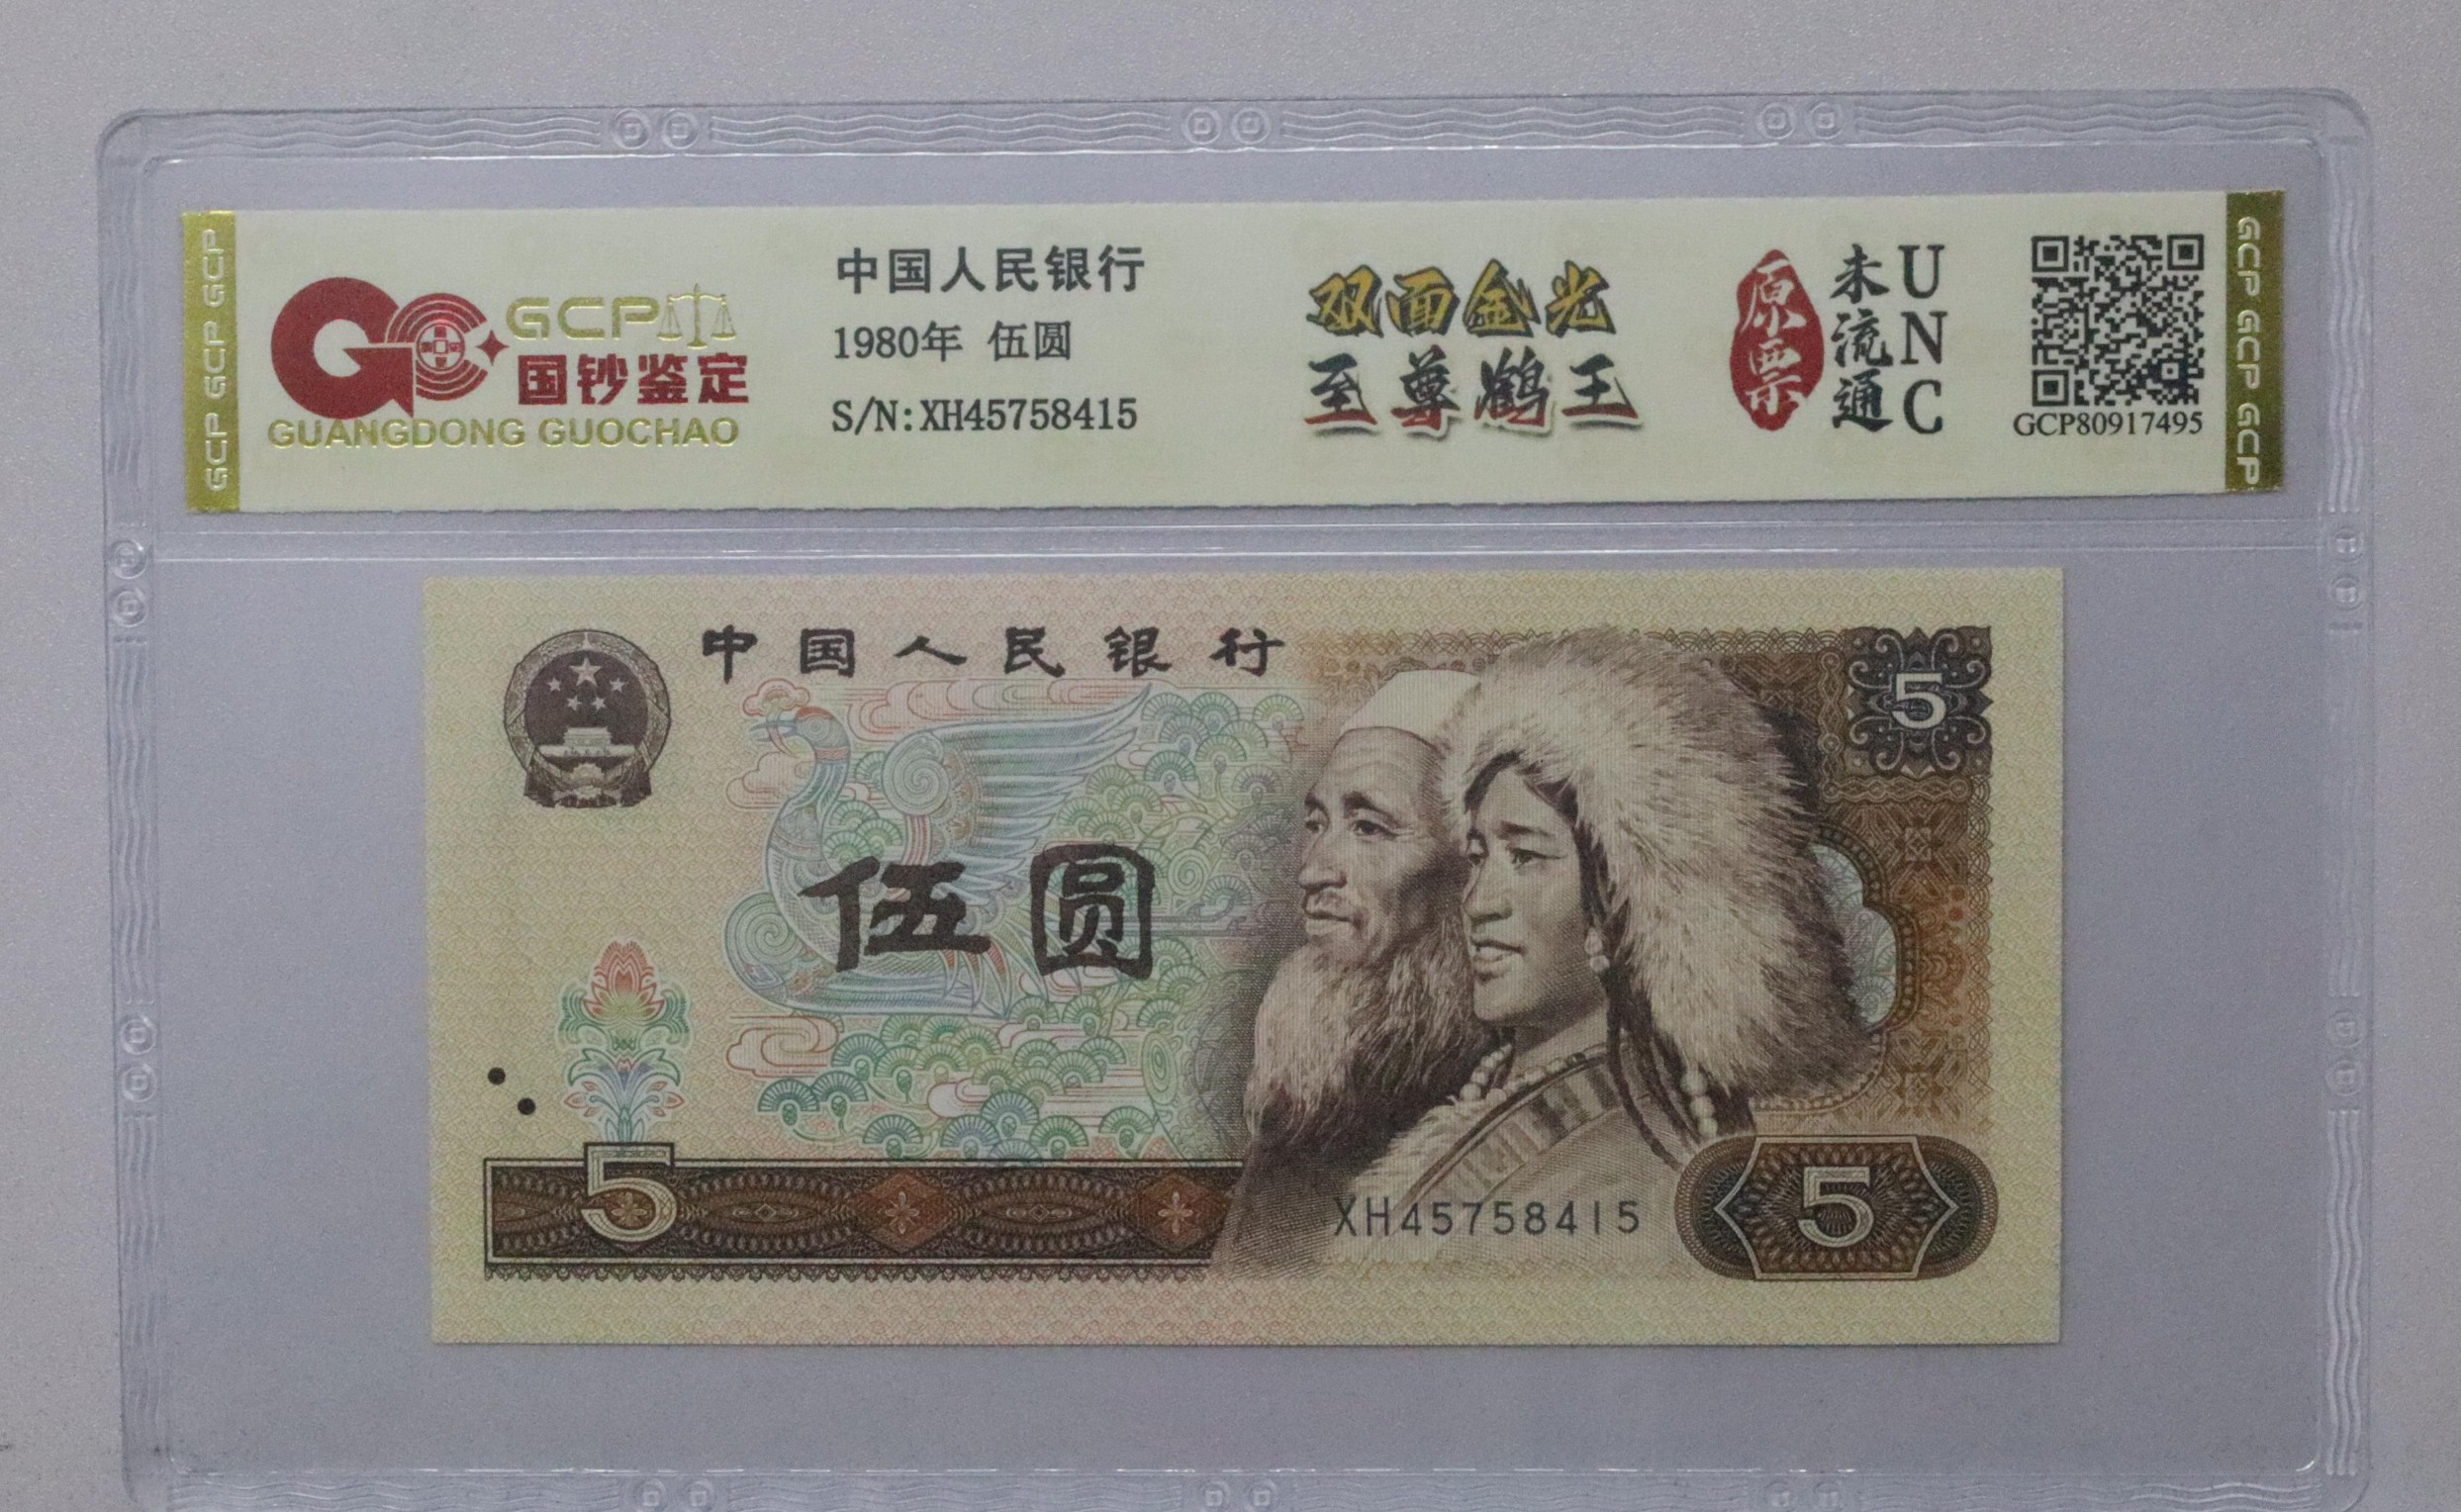 GCP GCP GCP
GCP
国钞鉴定
GUANGDONG GUOCHAO
中国人民银行
1980年 伍圆
S/N:XH45758415
双面金光
至尊鹤王
原票
未流通
UNC
GCP80917495
GCP GCP GCP GCP
中国人民银行
5
伍圆
5
XH45758415
5